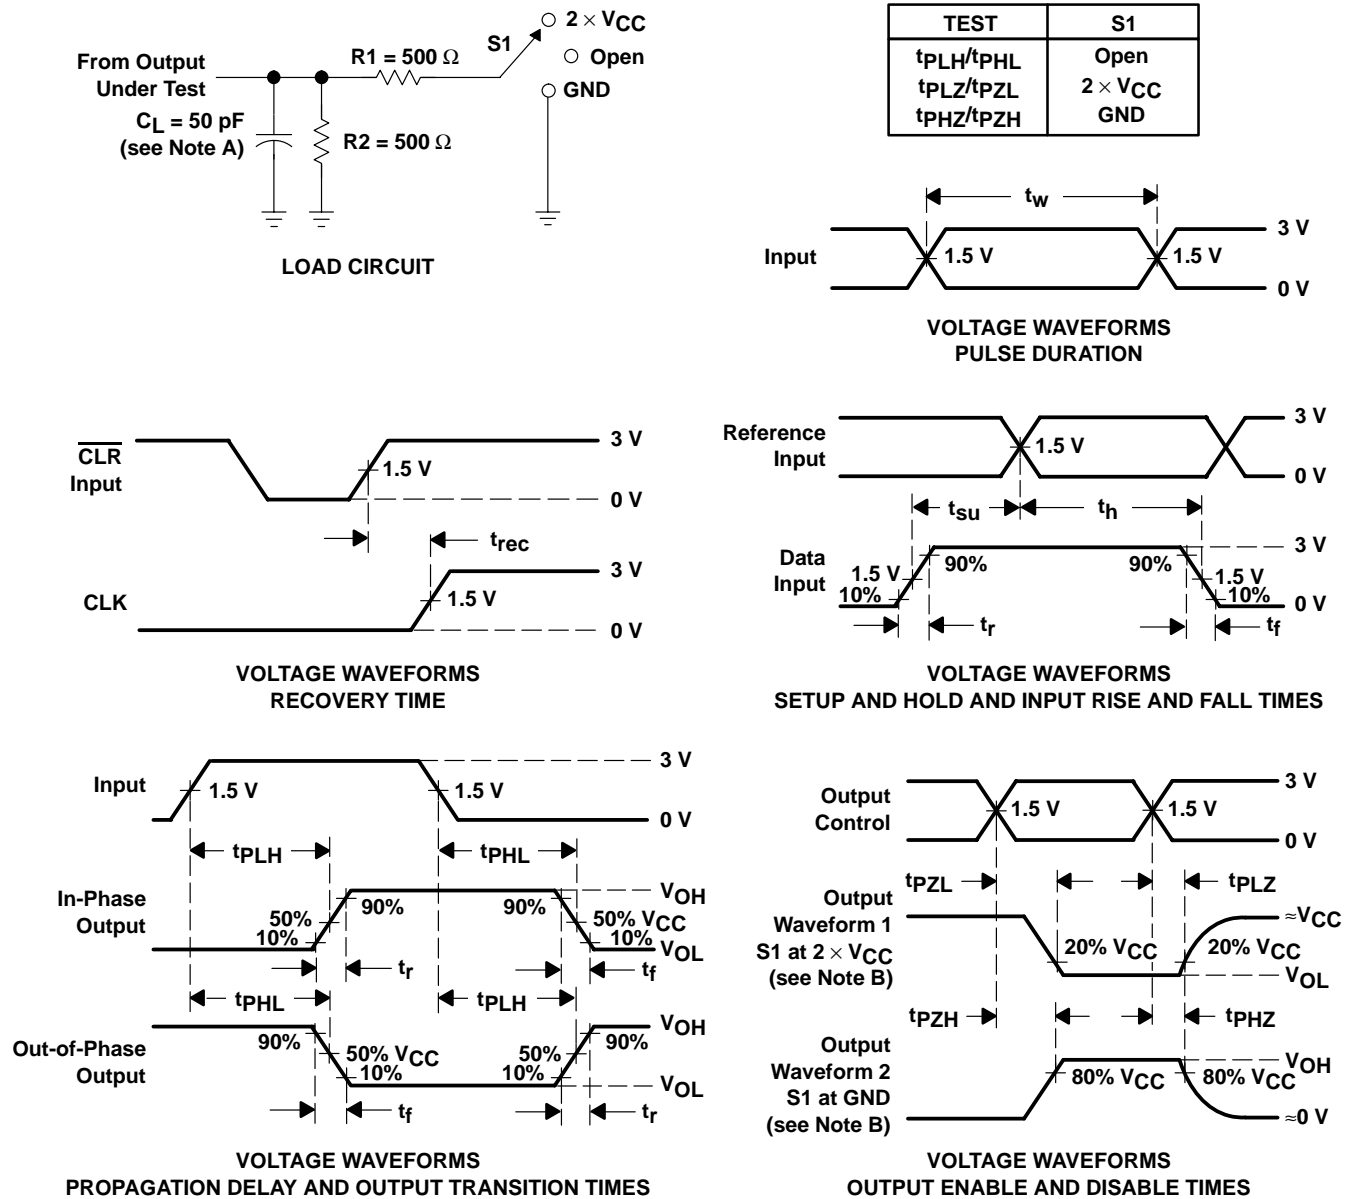 From Output
Under Test
R1 = 500 Ω
S1
2 × VCC
Open
GND
CL = 50 pF
(see Note A)
R2 = 500 Ω
LOAD CIRCUIT
TEST S1
tPLH/tPHL Open
tPLZ/tPZL 2 × VCC
tPHZ/tPZH GND
tw
Input
3 V
1.5 V 1.5 V
0 V
VOLTAGE WAVEFORMS
PULSE DURATION
CLR
Input
3 V
1.5 V
0 V
trec
CLK
3 V
1.5 V
0 V
VOLTAGE WAVEFORMS
RECOVERY TIME
Reference
Input
3 V
1.5 V
0 V
tsu th
Data
Input
3 V
90% 90%
1.5 V 1.5 V
10% 10%
0 V
tr tf
VOLTAGE WAVEFORMS
SETUP AND HOLD AND INPUT RISE AND FALL TIMES
Input
3 V
1.5 V 1.5 V
0 V
tPLH tPHL
In-Phase
Output
VOH
90% 90%
50% 50% VCC
10% 10%
VOL
tr tf
tPHL tPLH
Out-of-Phase
Output
VOH
90% 90%
50% VCC 50%
10% 10%
VOL
tf tr
VOLTAGE WAVEFORMS
PROPAGATION DELAY AND OUTPUT TRANSITION TIMES
Output
Control
3 V
1.5 V 1.5 V
0 V
tPZL tPLZ
Output
Waveform 1
S1 at 2 × VCC
(see Note B)
≈VCC
20% VCC 20% VCC
VOL
tPZH tPHZ
Output
Waveform 2
S1 at GND
(see Note B)
VOH
80% VCC 80% VCC
≈0 V
VOLTAGE WAVEFORMS
OUTPUT ENABLE AND DISABLE TIMES